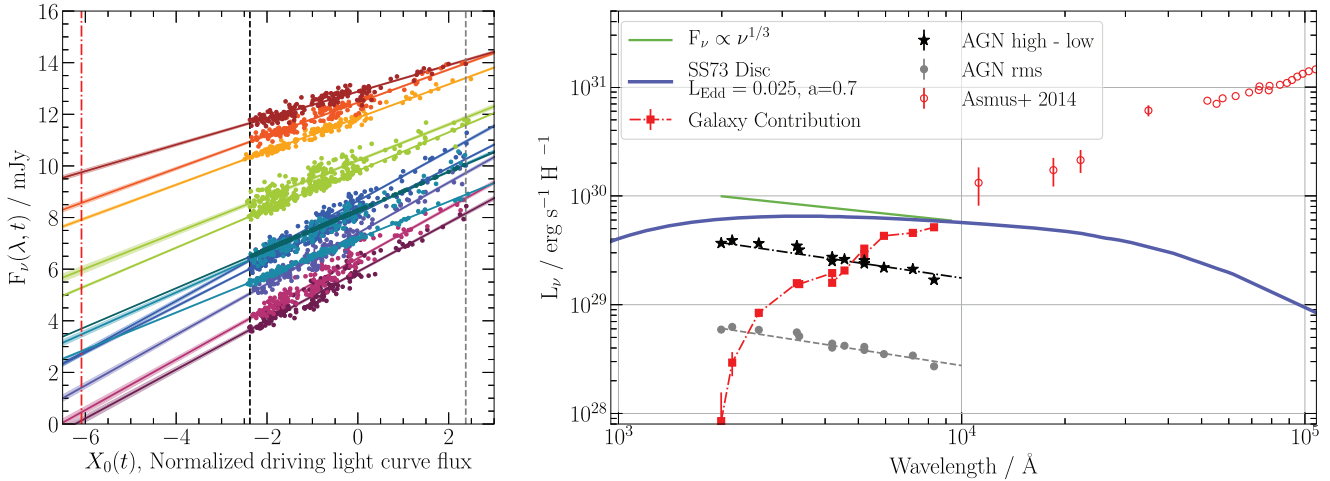 16
14
12
10
8
6
4
2
0
F_ν(λ, t) / mJy
−6 −4 −2 0 2
X_0(t), Normalized driving light curve flux
10^31
10^30
10^29
10^28
L_ν / erg s^−1 H^−1
F_ν ∝ ν^1/3
SS73 Disc
L_Edd = 0.025, a=0.7
Galaxy Contribution
AGN high - low
AGN rms
Asmus+ 2014
10^3 10^4 10^5
Wavelength / Å